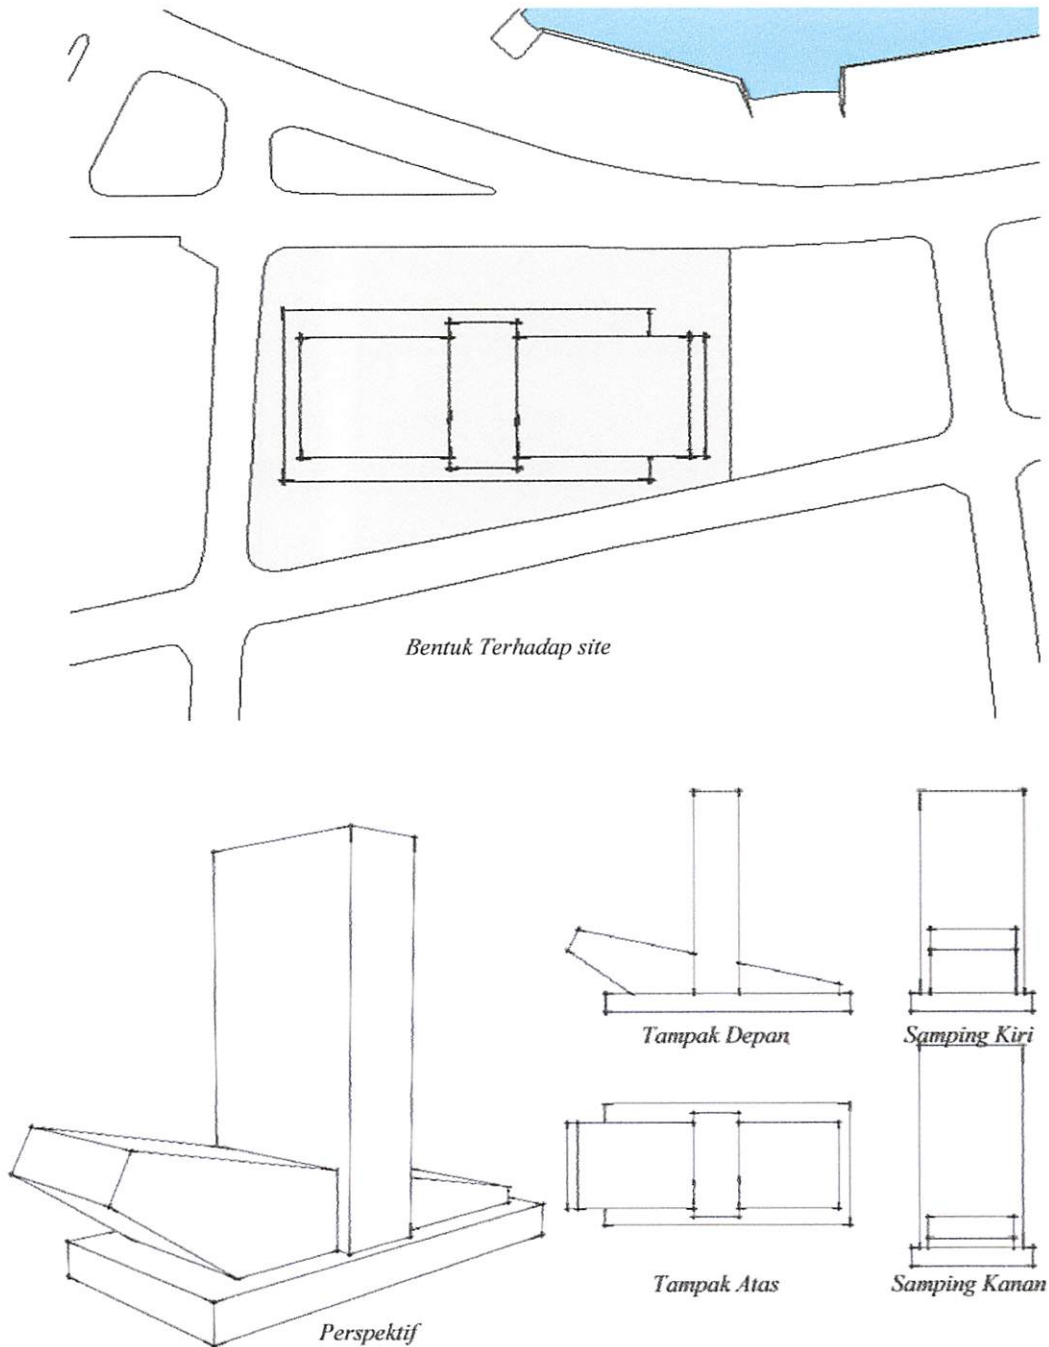 Bentuk Terhadap site
Tampak Depan
Samping Kiri
Tampak Atas
Samping Kanan
Perspektif